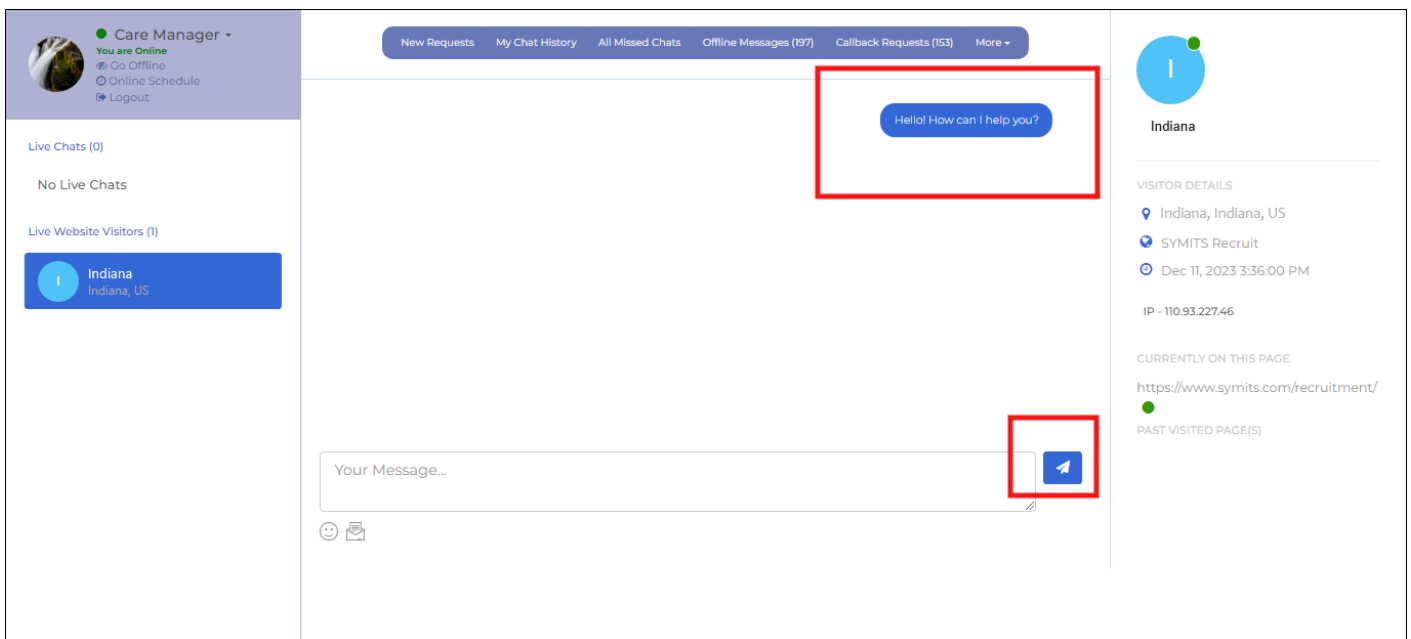 Care Manager
You are Online
Go Offline
Online Schedule
Logout
Live Chats (0)
No Live Chats
Live Website Visitors (1)
I
Indiana
Indiana, US
New Requests My Chat History All Missed Chats Offline Messages (197) Callback Requests (153) More
Hello! How can I help you?
Your Message...
I
Indiana
VISITOR DETAILS
Indiana, Indiana, US
SYMITS Recruit
Dec 11, 2023 3:36:00 PM
IP - 110.93.227.46
CURRENTLY ON THIS PAGE
https://www.symits.com/recruitment/
PAST VISITED PAGE(S)